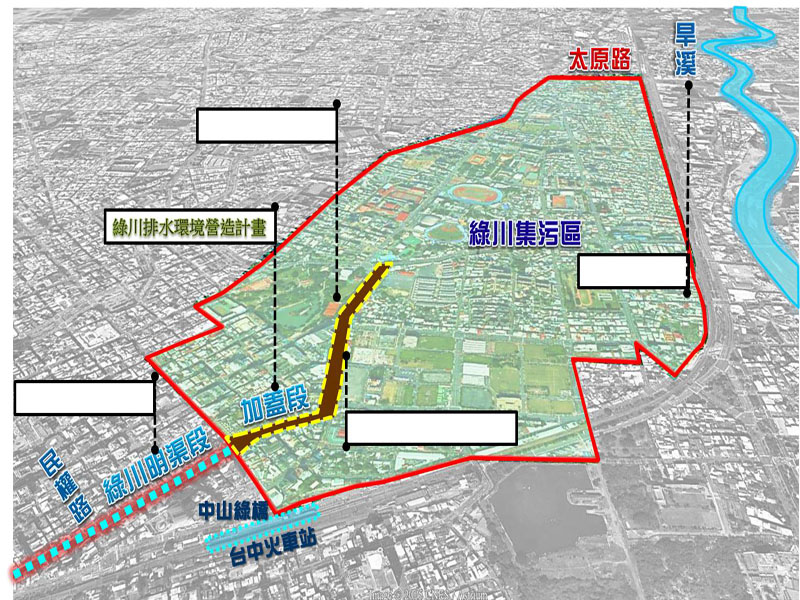 太原路
旱溪
綠川排水環境營造計畫
綠川集污區
加蓋段
民權路
綠川明渠段
中山綠橋
台中火車站